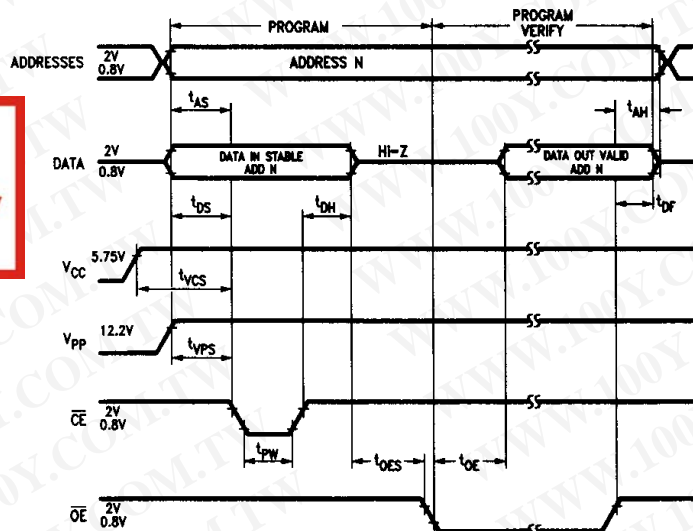 PROGRAM
PROGRAM
VERIFY
ADDRESSES
2V
0.8V
ADDRESS N
tAS
tAH
DATA
2V
0.8V
DATA IN STABLE
ADD N
HI-Z
DATA OUT VALID
ADD N
tDS
tDH
tDF
VCC
5.75V
tVCS
VPP
12.2V
tVPS
CE
2V
0.8V
tPW
tOES
tOE
OE
2V
0.8V
WWW.100Y.COM.TW